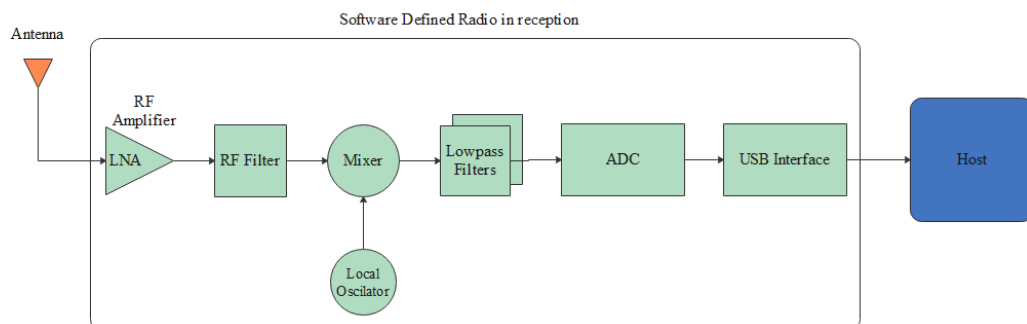 Software Defined Radio in reception
Antenna
RF
Amplifier
LNA
RF Filter
Mixer
Lowpass
Filters
ADC
USB Interface
Host
Local
Oscilator